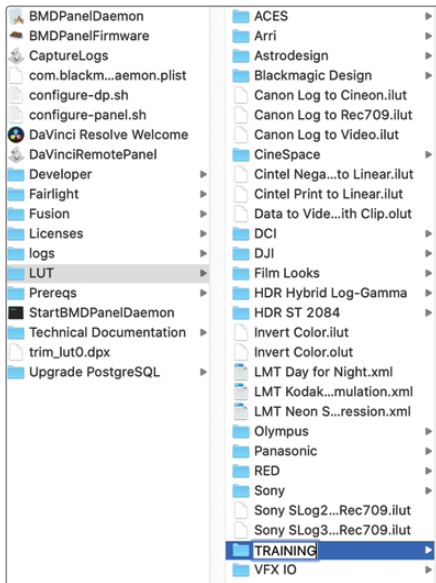 BMDPanelDaemon
BMDPanelFirmware
CaptureLogs
com.blackm...aemon.plist
configure-dp.sh
configure-panel.sh
DaVinci Resolve Welcome
DaVinciRemotePanel
Developer
Fairlight
Fusion
Licenses
logs
LUT
Prereqs
StartBMDPanelDaemon
Technical Documentation
trim_lut0.dpx
Upgrade PostgreSQL
ACES
Arri
Astrodesign
Blackmagic Design
Canon Log to Cineon.ilut
Canon Log to Rec709.ilut
Canon Log to Video.ilut
CineSpace
Cintel Nega...to Linear.ilut
Cintel Print to Linear.ilut
Data to Vide...ith Clip.olut
DCI
DJI
Film Looks
HDR Hybrid Log-Gamma
HDR ST 2084
Invert Color.ilut
Invert Color.olut
LMT Day for Night.xml
LMT Kodak...mulation.xml
LMT Neon S...ression.xml
Olympus
Panasonic
RED
Sony
Sony SLog2...Rec709.ilut
Sony SLog3...Rec709.ilut
TRAINING
VFX IO